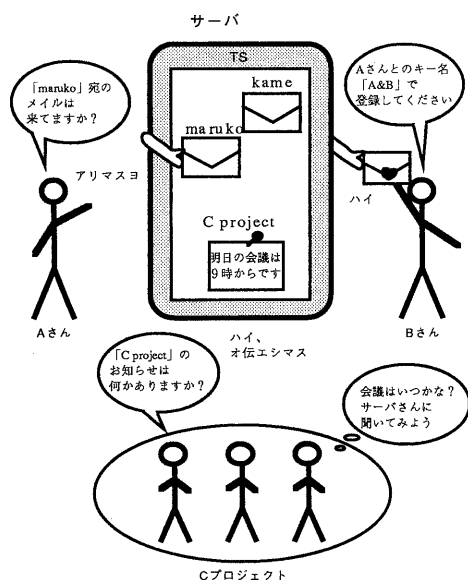 サーバ
TS
kame
maruko
「maruko」宛の
メイルは
来てますか？
Aさんとのキー名
「A&B」で
登録してください
アリマスヨ
ハイ
C project
明日の会議は
9時からです
Aさん
Bさん
ハイ、
オ伝エシマス
「C project」の
お知らせは
何かありますか？
会議はいつかな？
サーバさんに
聞いてみよう
Cプロジェクト